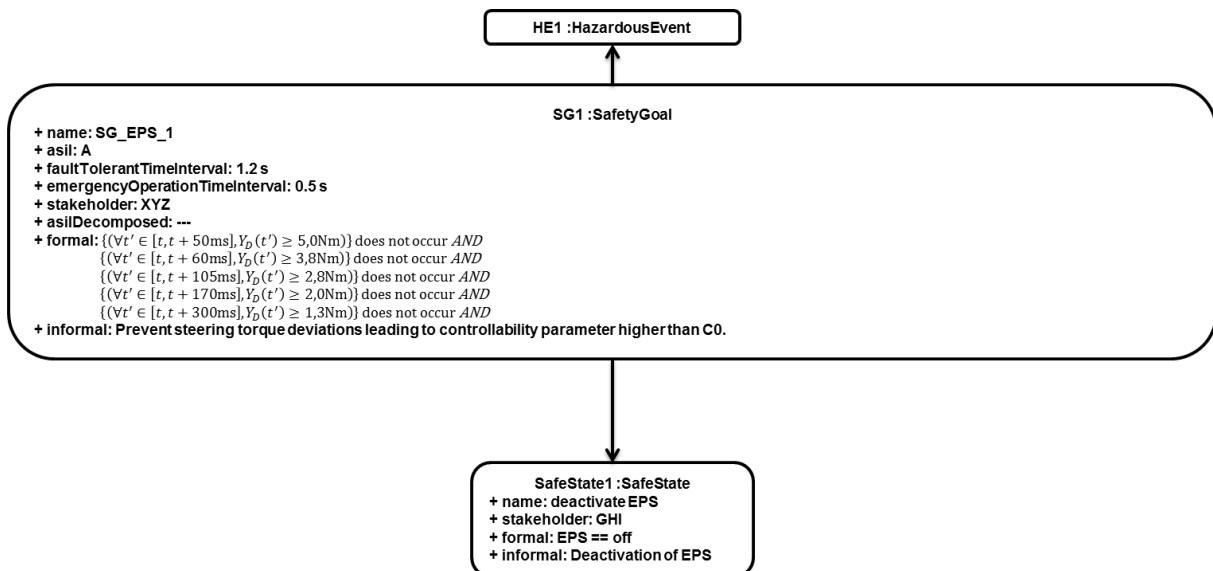 HE1 :HazardousEvent
SG1 :SafetyGoal
+ name: SG_EPS_1
+ asil: A
+ faultTolerantTimeInterval: 1.2 s
+ emergencyOperationTimeInterval: 0.5 s
+ stakeholder: XYZ
+ asilDecomposed: ---
+ formal: {(∀t′ ∈ [t, t + 50ms], Y_D(t′) ≥ 5,0Nm)} does not occur AND
{(∀t′ ∈ [t, t + 60ms], Y_D(t′) ≥ 3,8Nm)} does not occur AND
{(∀t′ ∈ [t, t + 105ms], Y_D(t′) ≥ 2,8Nm)} does not occur AND
{(∀t′ ∈ [t, t + 170ms], Y_D(t′) ≥ 2,0Nm)} does not occur AND
{(∀t′ ∈ [t, t + 300ms], Y_D(t′) ≥ 1,3Nm)} does not occur AND
+ informal: Prevent steering torque deviations leading to controllability parameter higher than C0.
SafeState1 :SafeState
+ name: deactivate EPS
+ stakeholder: GHI
+ formal: EPS == off
+ informal: Deactivation of EPS